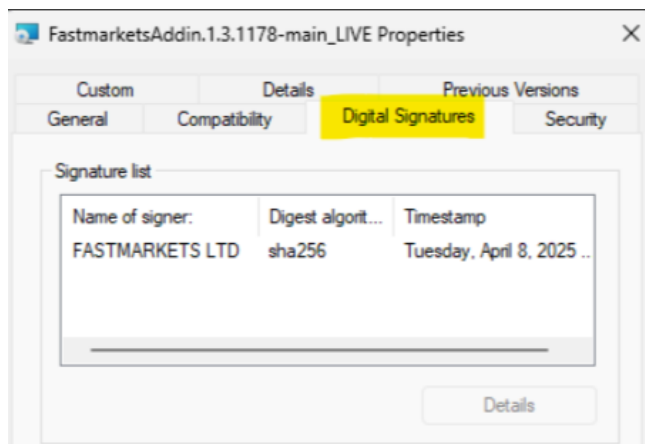 FastmarketsAddin.1.3.1178-main_LIVE Properties
Custom Details Previous Versions
General Compatibility Digital Signatures Security
Signature list
Name of signer: Digest algorit... Timestamp
FASTMARKETS LTD sha256 Tuesday, April 8, 2025 ..
Details